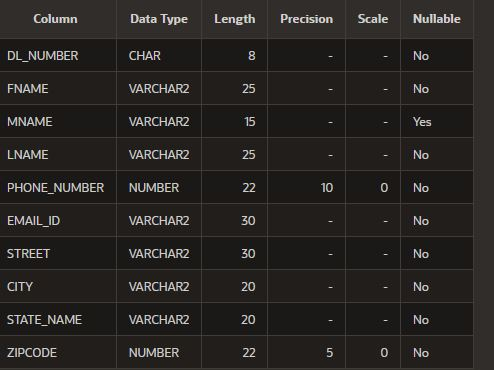 Column Data Type Length Precision Scale Nullable
DL_NUMBER CHAR 8 - - No
FNAME VARCHAR2 25 - - No
MNAME VARCHAR2 15 - - Yes
LNAME VARCHAR2 25 - - No
PHONE_NUMBER NUMBER 22 10 0 No
EMAIL_ID VARCHAR2 30 - - No
STREET VARCHAR2 30 - - No
CITY VARCHAR2 20 - - No
STATE_NAME VARCHAR2 20 - - No
ZIPCODE NUMBER 22 5 0 No